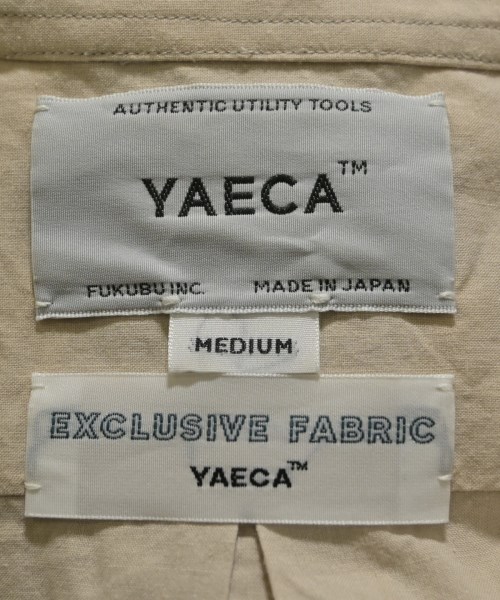 AUTHENTIC UTILITY TOOLS
YAECA™
FUKUBU INC. MADE IN JAPAN
MEDIUM
EXCLUSIVE FABRIC
YAECA™